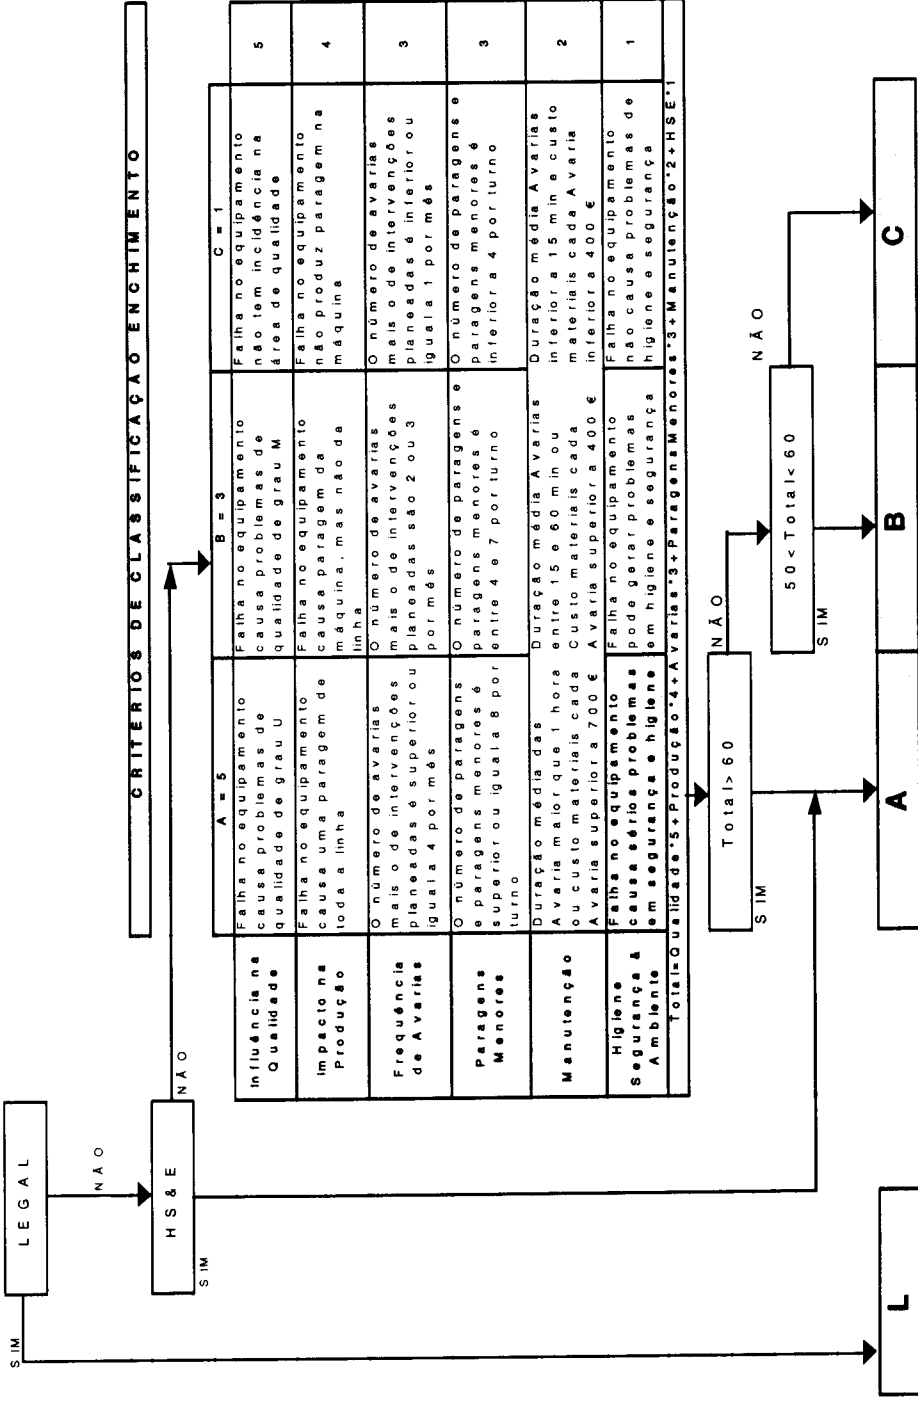 LEGAL
SIM
NÃO
HS&E
NÃO
SIM
CRITERIOS DE CLASSIFICAÇÃO ENCHIMENTO
A = 5
B = 3
C = 1
Influência na
Qualidade
Falha no equipamento
causa problemas de
qualidade de grau U
Falha no equipamento
causa problemas de
qualidade de grau M
Falha no equipamento
não tem incidência na
área de qualidade
5
Impacto na
Produção
Falha no equipamento
causa uma paragem de
toda a linha
Falha no equipamento
causa paragem da
máquina, mas não da
linha
Falha no equipamento
não produz paragem na
máquina
4
Frequência
de Avarias
O número de avarias
mais o de intervenções
planeadas é superior ou
igual a 4 por mês
O número de avarias
mais o de intervenções
planeadas são 2 ou 3
por mês
O número de avarias
mais o de intervenções
planeadas é inferior ou
igual a 1 por mês
3
Paragens
Menores
O número de paragens
e paragens menores é
superior ou igual a 8 por
turno
O número de paragens e
paragens menores é
entre 4 e 7 por turno
O número de paragens e
paragens menores é
inferior a 4 por turno
3
Manutenção
Duração média das
Avaria maior que 1 hora
ou custo materiais cada
Avaria superior a 700 €
Duração média Avarias
entre 15 e 60 min ou
Custo materiais cada
Avaria superior a 400 €
Duração média Avarias
inferior a 15 min e custo
materiais cada Avaria
inferior a 400 €
2
Higiene
Segurança &
Ambiente
Falha no equipamento
causa sérios problemas
em segurança e higiene
Falha no equipamento
pode gerar problemas
em higiene e segurança
Falha no equipamento
não causa problemas de
higiene e segurança
1
Total=Qualidade*5+Produção*4+Avarias*3+Paragens Menores*3+Manutenção*2+HSE*1
Total>60
NÃO
SIM
50<Total<60
NÃO
SIM
L
A
B
C